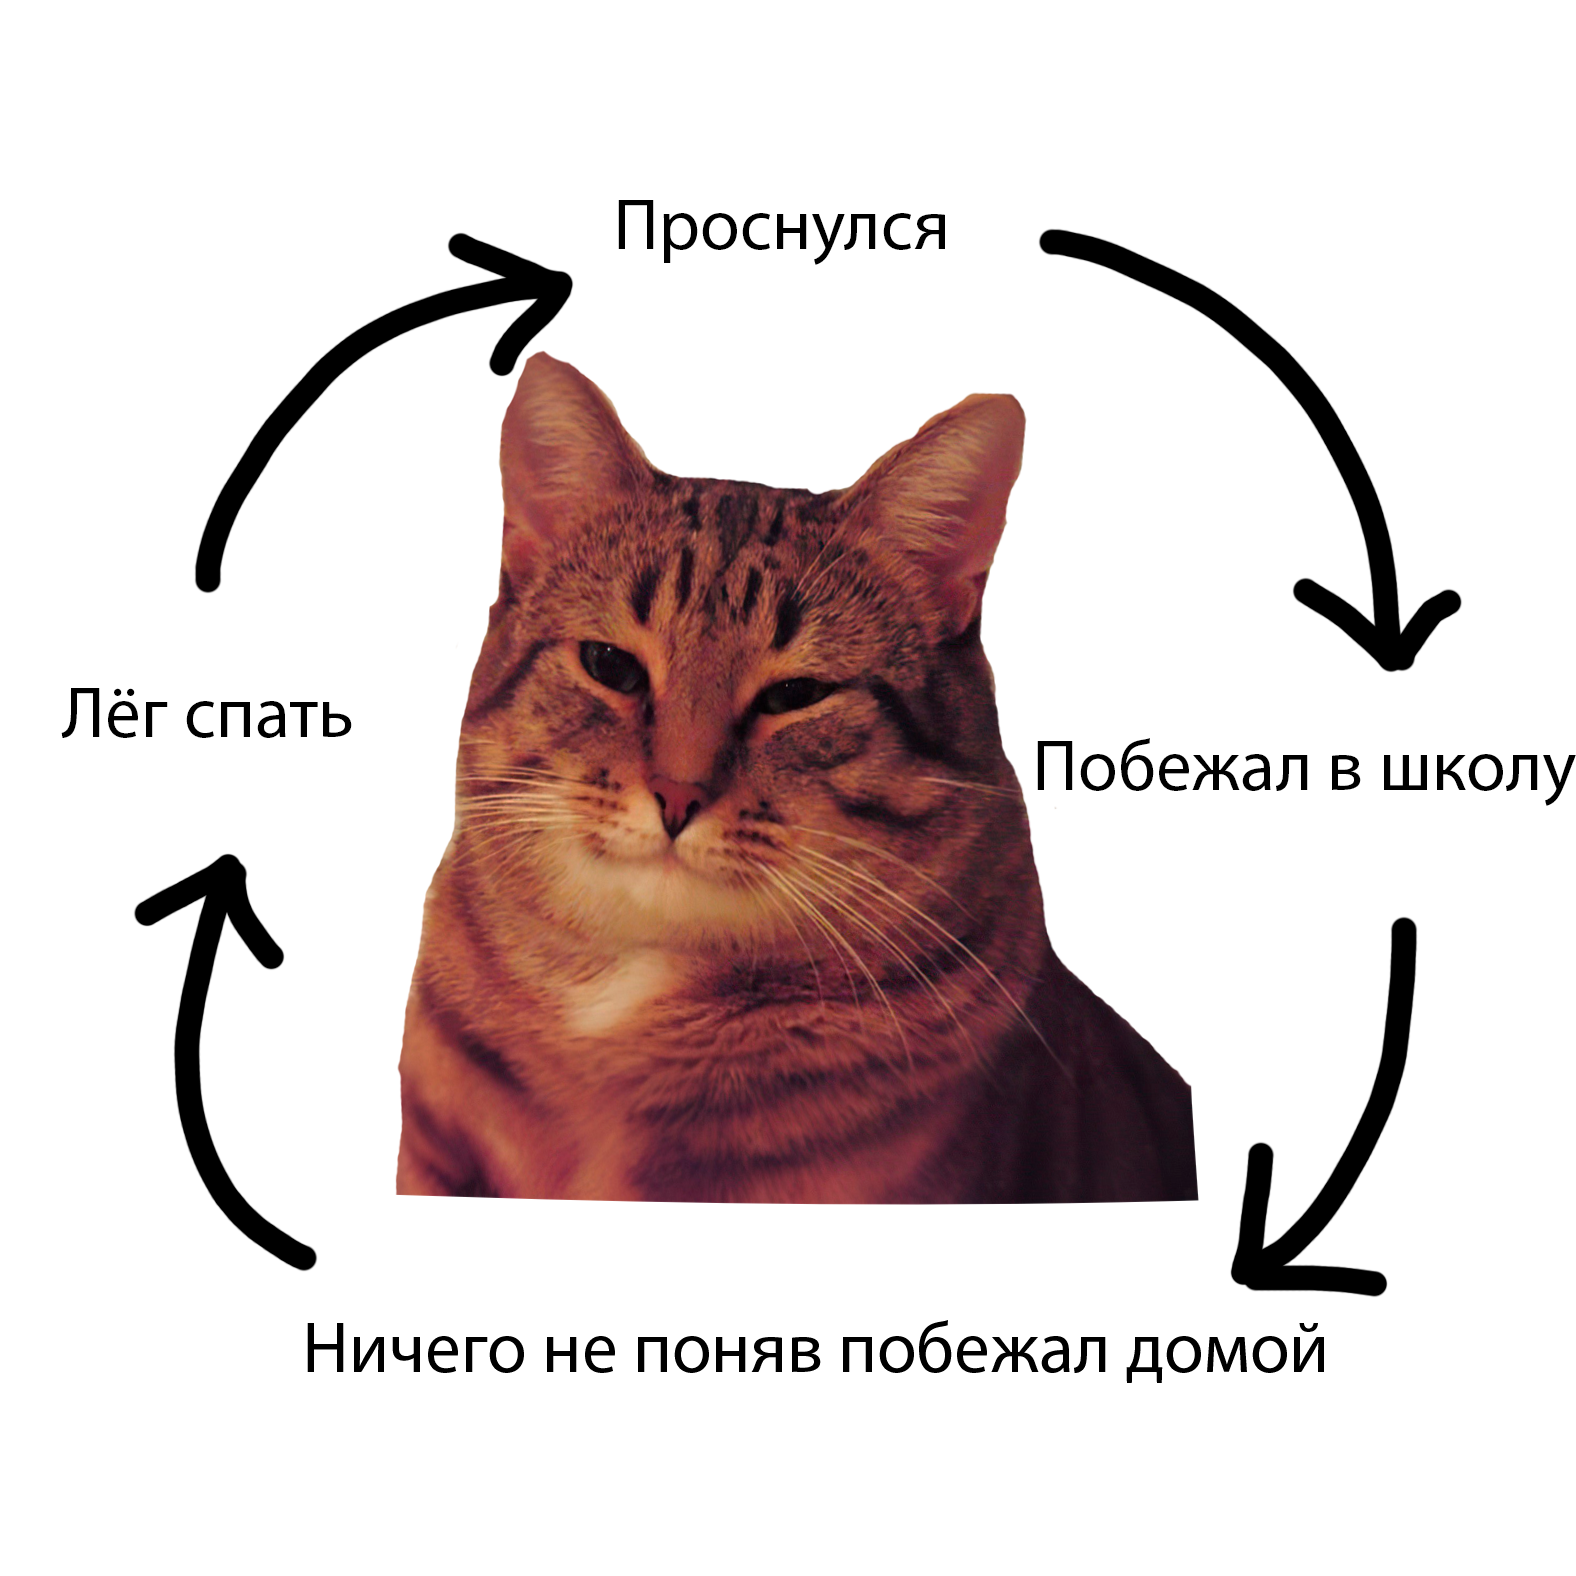 Проснулся
Побежал в школу
Ничего не поняв побежал домой
Лёг спать